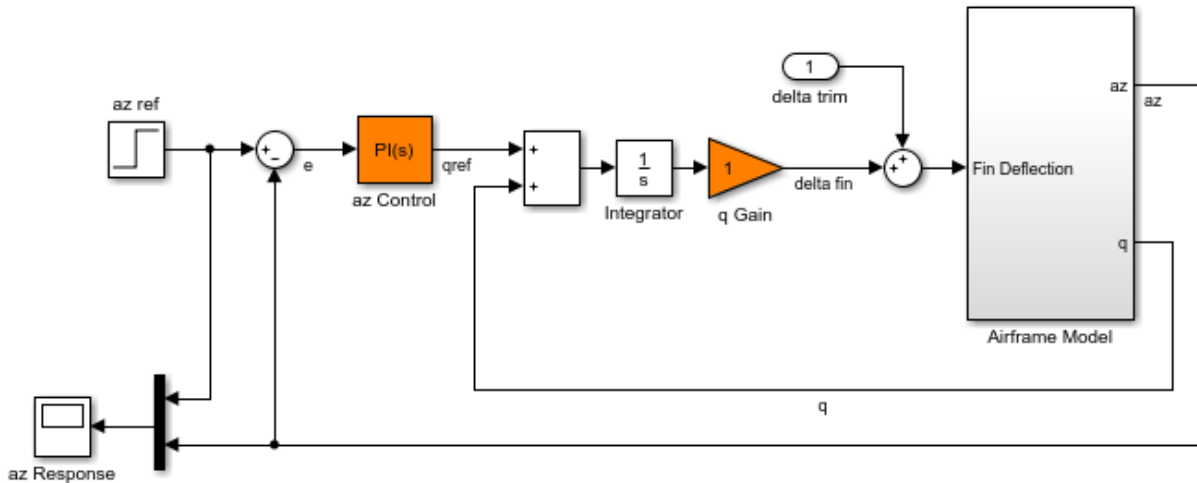 az ref
+
−
e
PI(s)
az Control
qref
+
+
1
s
Integrator
1
q Gain
delta fin
1
delta trim
+
+
Fin Deflection
az
q
Airframe Model
az
q
az Response